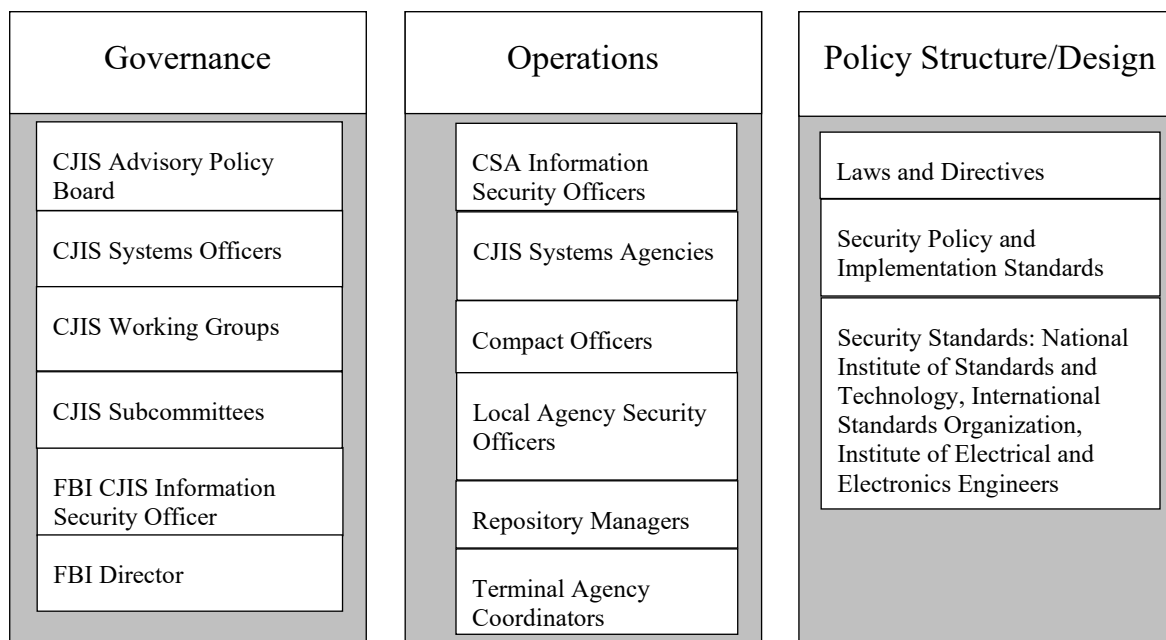 Governance
CJIS Advisory Policy
Board
CJIS Systems Officers
CJIS Working Groups
CJIS Subcommittees
FBI CJIS Information
Security Officer
FBI Director
Operations
CSA Information
Security Officers
CJIS Systems Agencies
Compact Officers
Local Agency Security
Officers
Repository Managers
Terminal Agency
Coordinators
Policy Structure/Design
Laws and Directives
Security Policy and
Implementation Standards
Security Standards: National
Institute of Standards and
Technology, International
Standards Organization,
Institute of Electrical and
Electronics Engineers